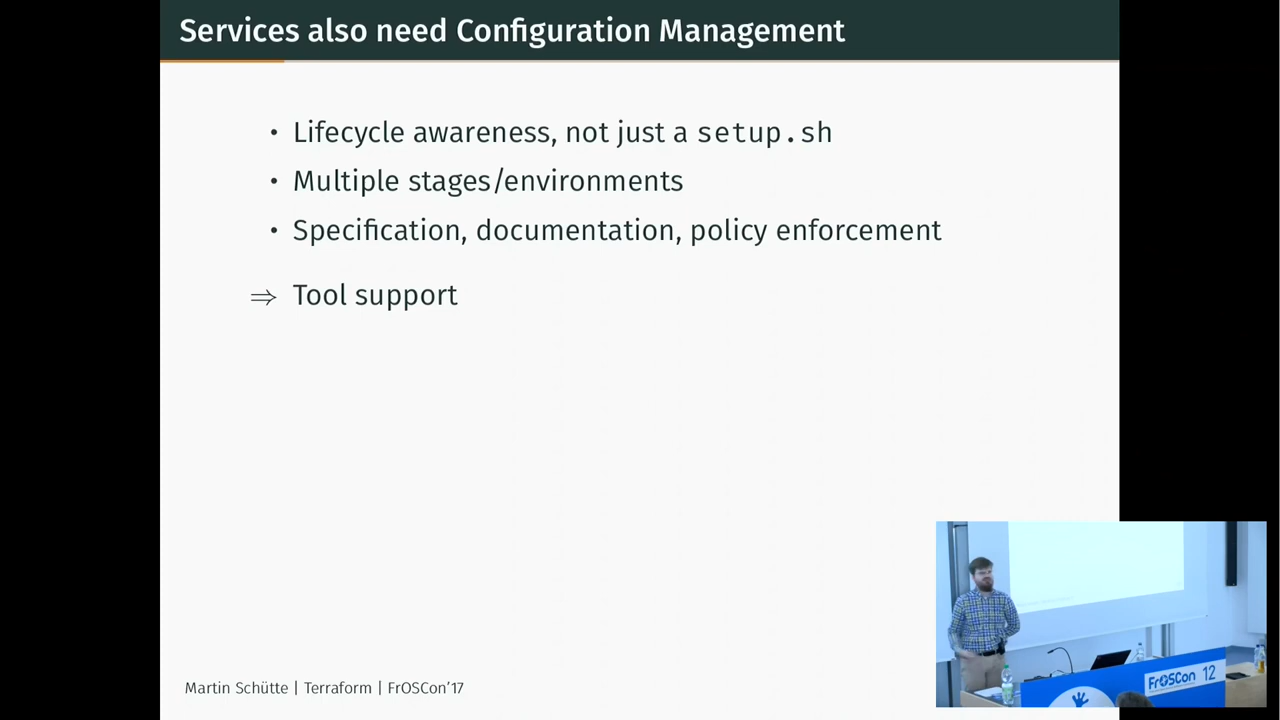 Services also need Configuration Management
• Lifecycle awareness, not just a setup.sh
• Multiple stages/environments
• Specification, documentation, policy enforcement
⇒ Tool support
Martin Schütte | Terraform | FrOSCon'17
FrOSCon 12